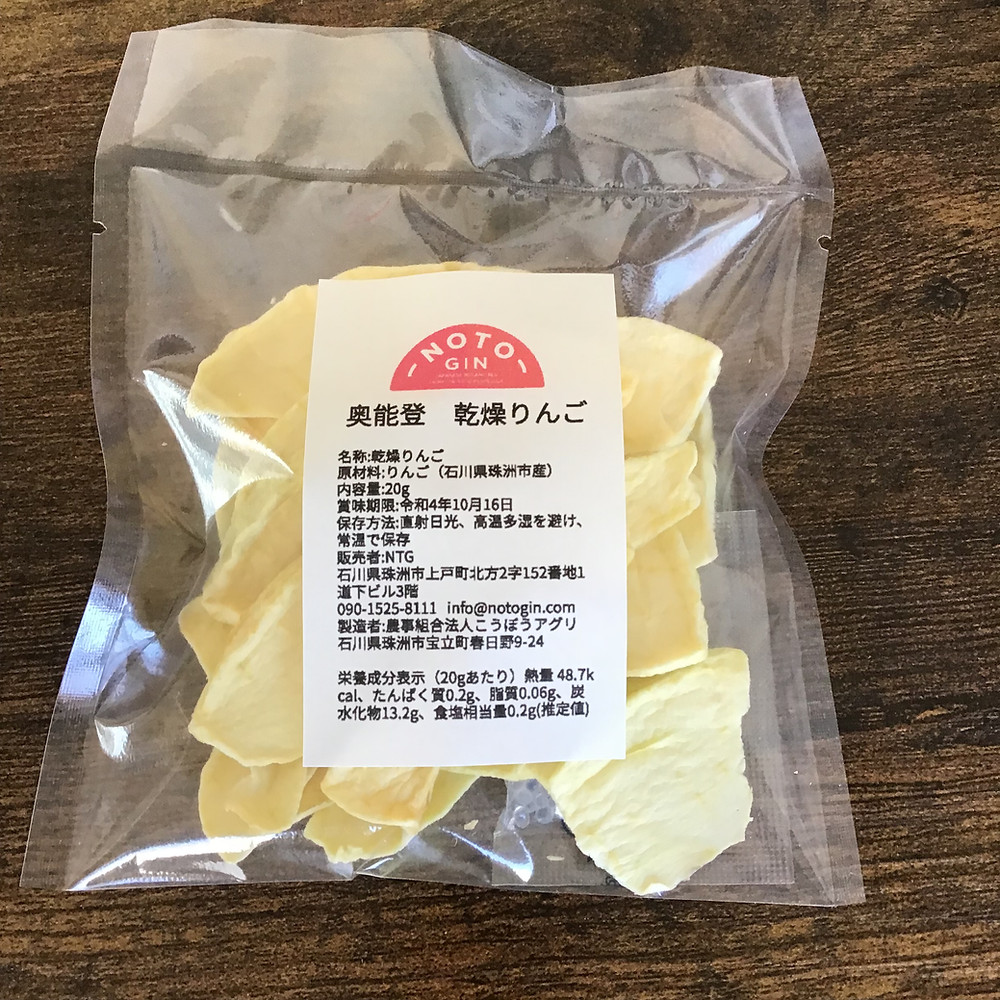 NOTO
GIN
奥能登 乾燥りんご
名称:乾燥りんご
原材料:りんご（石川県珠洲市産）
内容量:20g
賞味期限:令和4年10月16日
保存方法:直射日光、高温多湿を避け、
常温で保存
販売者:NTG
石川県珠洲市上戸町北方2字152番地1
道下ビル3階
090-1525-8111 info@notogin.com
製造者:農事組合法人こうぼうアグリ
石川県珠洲市宝立町春日野9-24
栄養成分表示（20gあたり）熱量 48.7k
cal、たんぱく質0.2g、脂質0.06g、炭
水化物13.2g、食塩相当量0.2g(推定値)